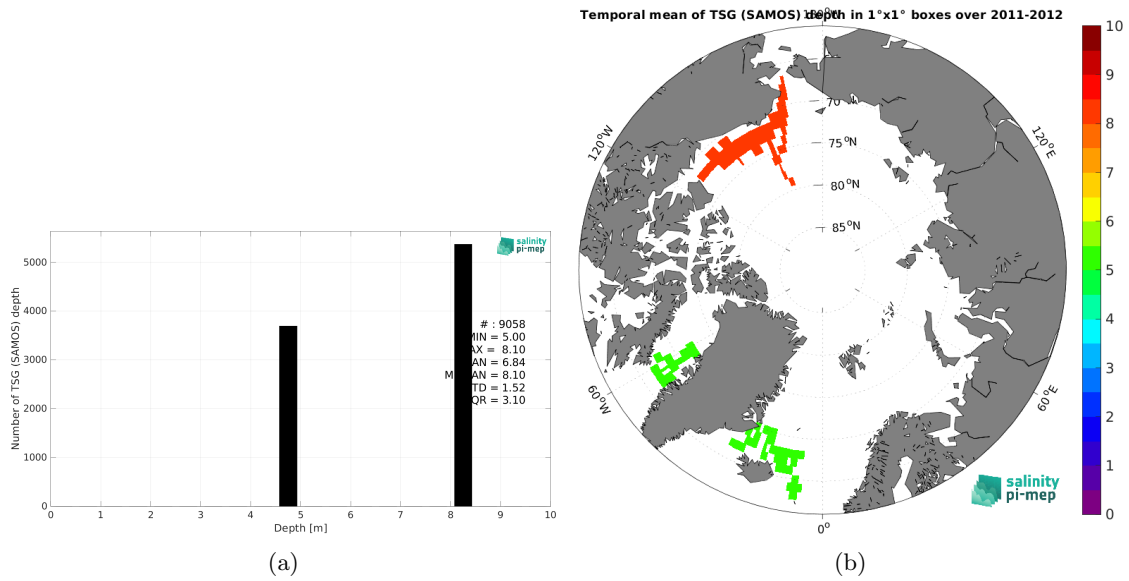 Temporal mean of TSG (SAMOS) depth in 1°x1° boxes over 2011-2012
Number of TSG (SAMOS) depth
5000
4000
3000
2000
1000
0
0 1 2 3 4 5 6 7 8 9 10
Depth [m]
salinity
pi-mep
# : 9058
MIN = 5.00
AX = 8.10
AN = 6.84
M AN = 8.10
TD = 1.52
QR = 3.10
(a)
120°W
60°W
0°
60°E
120°E
70
75°N
80°N
85°N
salinity
pi-mep
10
9
8
7
6
5
4
3
2
1
0
(b)